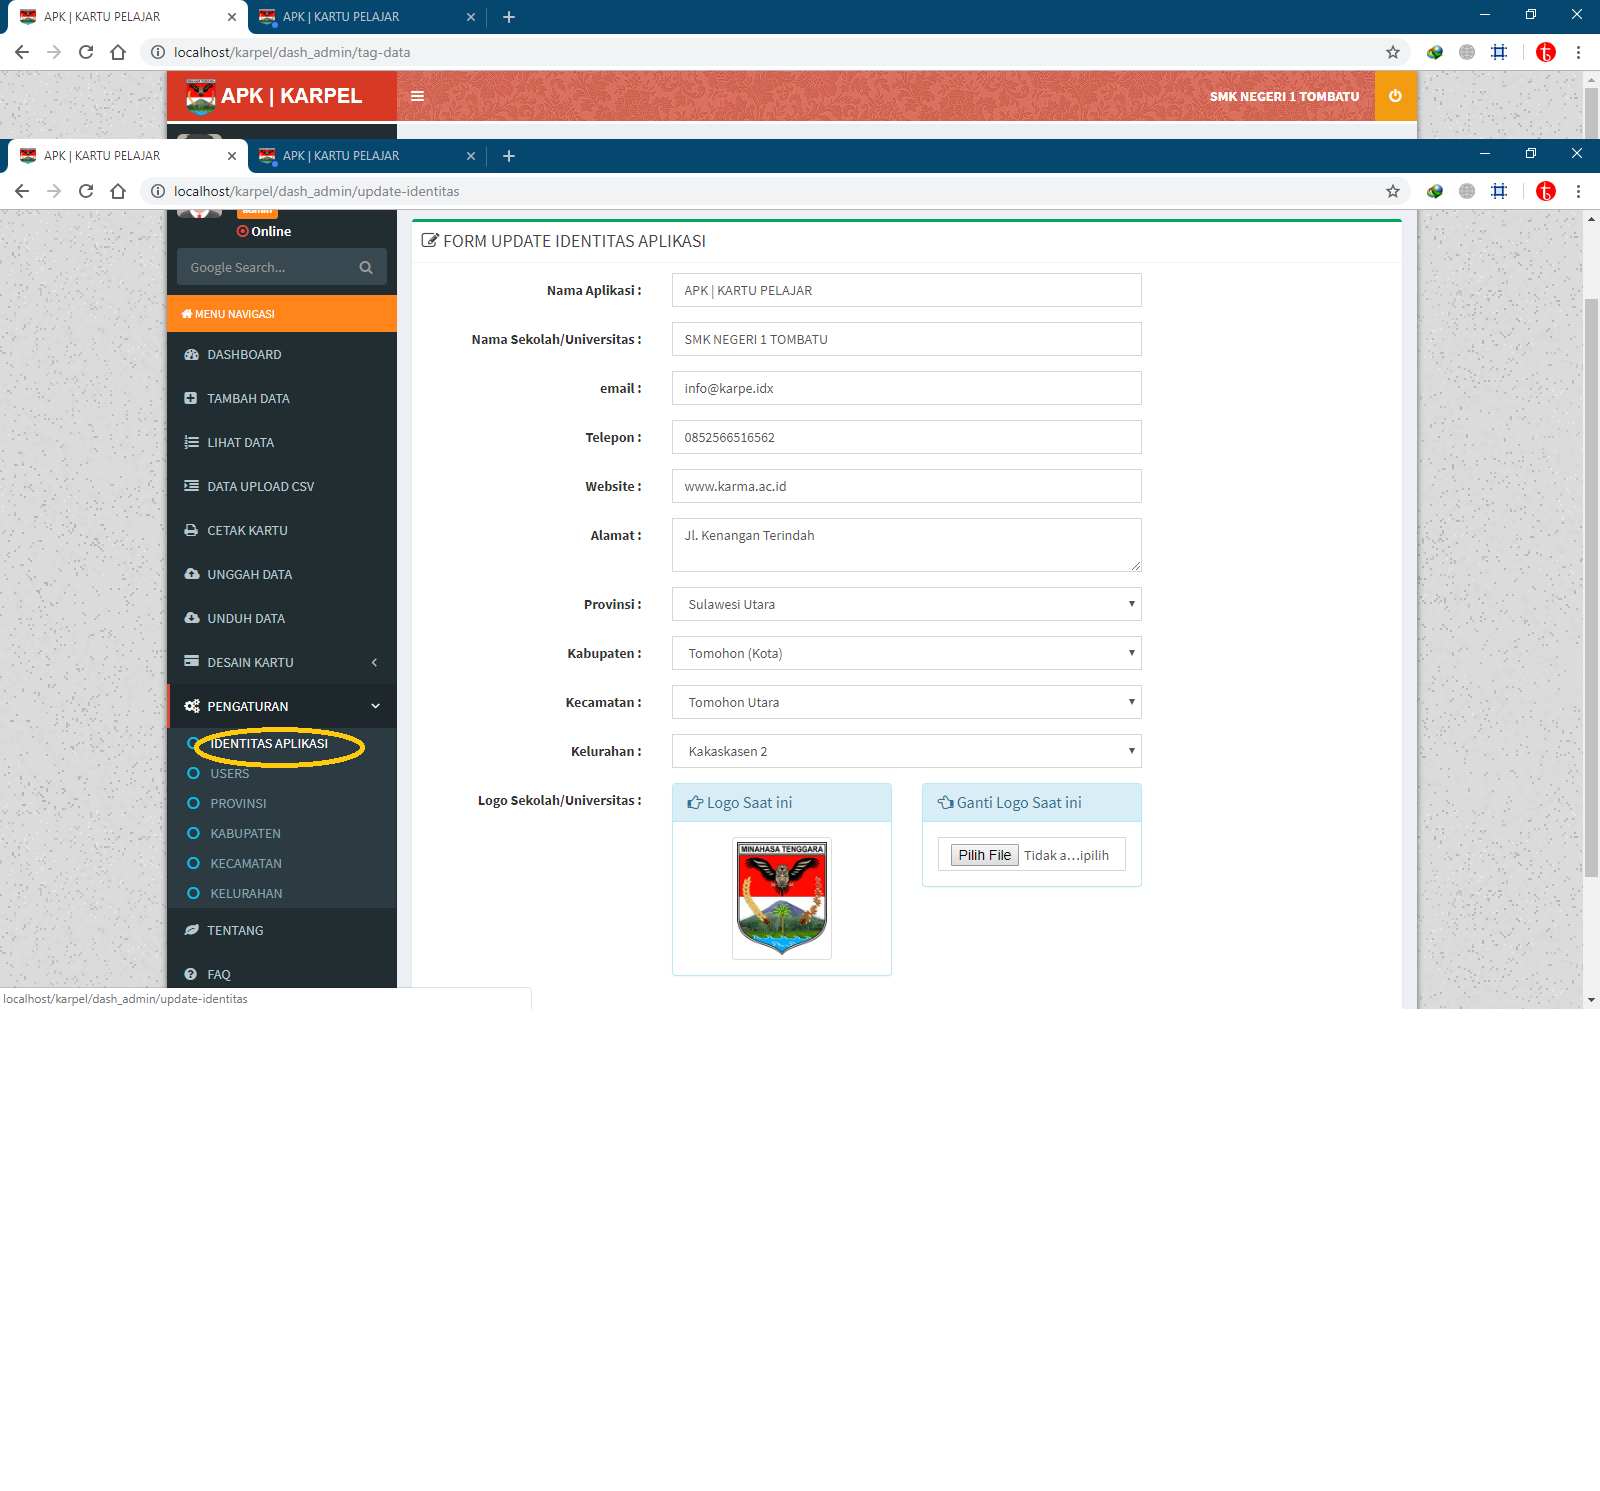 APK | KARTU PELAJAR
APK | KARTU PELAJAR
localhost/karpel/dash_admin/tag-data
APK | KARPEL
SMK NEGERI 1 TOMBATU
APK | KARTU PELAJAR
APK | KARTU PELAJAR
localhost/karpel/dash_admin/update-identitas
admin
Online
Google Search...
MENU NAVIGASI
DASHBOARD
TAMBAH DATA
LIHAT DATA
DATA UPLOAD CSV
CETAK KARTU
UNGGAH DATA
UNDUH DATA
DESAIN KARTU
PENGATURAN
IDENTITAS APLIKASI
USERS
PROVINSI
KABUPATEN
KECAMATAN
KELURAHAN
TENTANG
FAQ
FORM UPDATE IDENTITAS APLIKASI
Nama Aplikasi : APK | KARTU PELAJAR
Nama Sekolah/Universitas : SMK NEGERI 1 TOMBATU
email : info@karpe.idx
Telepon : 0852566516562
Website : www.karma.ac.id
Alamat : Jl. Kenangan Terindah
Provinsi : Sulawesi Utara
Kabupaten : Tomohon (Kota)
Kecamatan : Tomohon Utara
Kelurahan : Kakaskasen 2
Logo Sekolah/Universitas :
Logo Saat ini
MINAHASA TENGGARA
Ganti Logo Saat ini
Pilih File Tidak a...ipilih
localhost/karpel/dash_admin/update-identitas